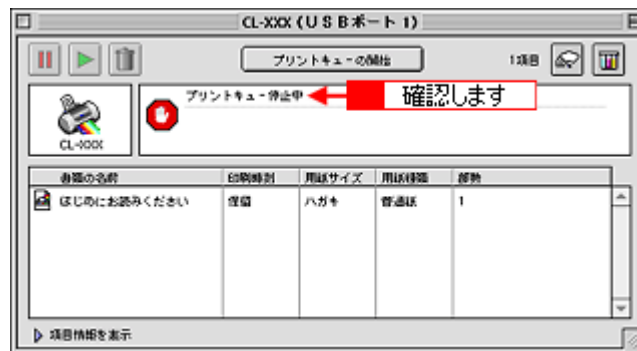 CL-XXX (USBポート 1)
プリントキューの開始
1項目
プリントキュー停止中
確認します
CL-XXX
書類の名前 印刷時刻 用紙サイズ 用紙種類 部数
はじめにお読みください 保留 ハガキ 普通紙 1
項目情報を表示